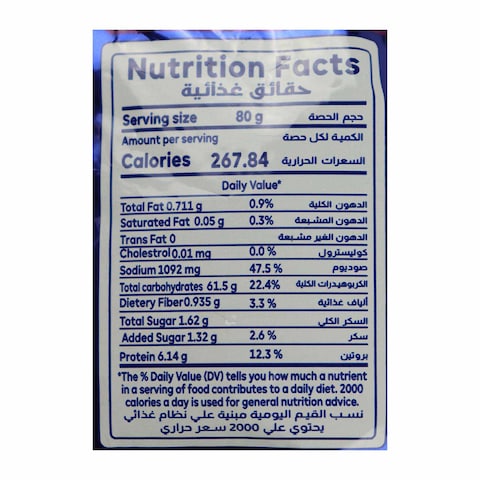 Nutrition Facts
حقائق غذائية
Serving size 80 g حجم الحصة
Amount per serving الكمية لكل حصة
Calories 267.84 السعرات الحرارية
Daily Value*
Total Fat 0.711 g 0.9% الدهون الكلية
Saturated Fat 0.05 g 0.3% الدهون المشبعة
Trans Fat 0 الدهون الغير مشبعة
Cholestrol 0.01 mg 0.0 % كوليسترول
Sodium 1092 mg 47.5 % صوديوم
Total carbohydrates 61.5 g 22.4% الكربوهيدرات الكلية
Dietery Fiber 0.935 g 3.3 % ألياف غذائية
Total Sugar 1.62 g السكر الكلي
Added Sugar 1.32 g 2.6 % سكر
Protein 6.14 g 12.3 % بروتين
*The % Daily Value (DV) tells you how much a nutrient
in a serving of food contributes to a daily diet. 2000
calories a day is used for general nutrition advice.
نسب القيم اليومية مبنية علي نظام غذائي
يحتوي علي 2000 سعر حراري